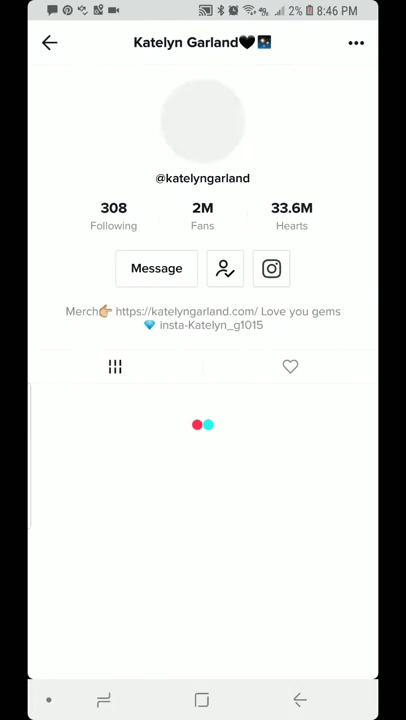 2% 8:46 PM
Katelyn Garland🖤🌃
@katelyngarland
308 2M 33.6M
Following Fans Hearts
Message
Merch👉🏼 https://katelyngarland.com/ Love you gems
💎 insta-Katelyn_g1015